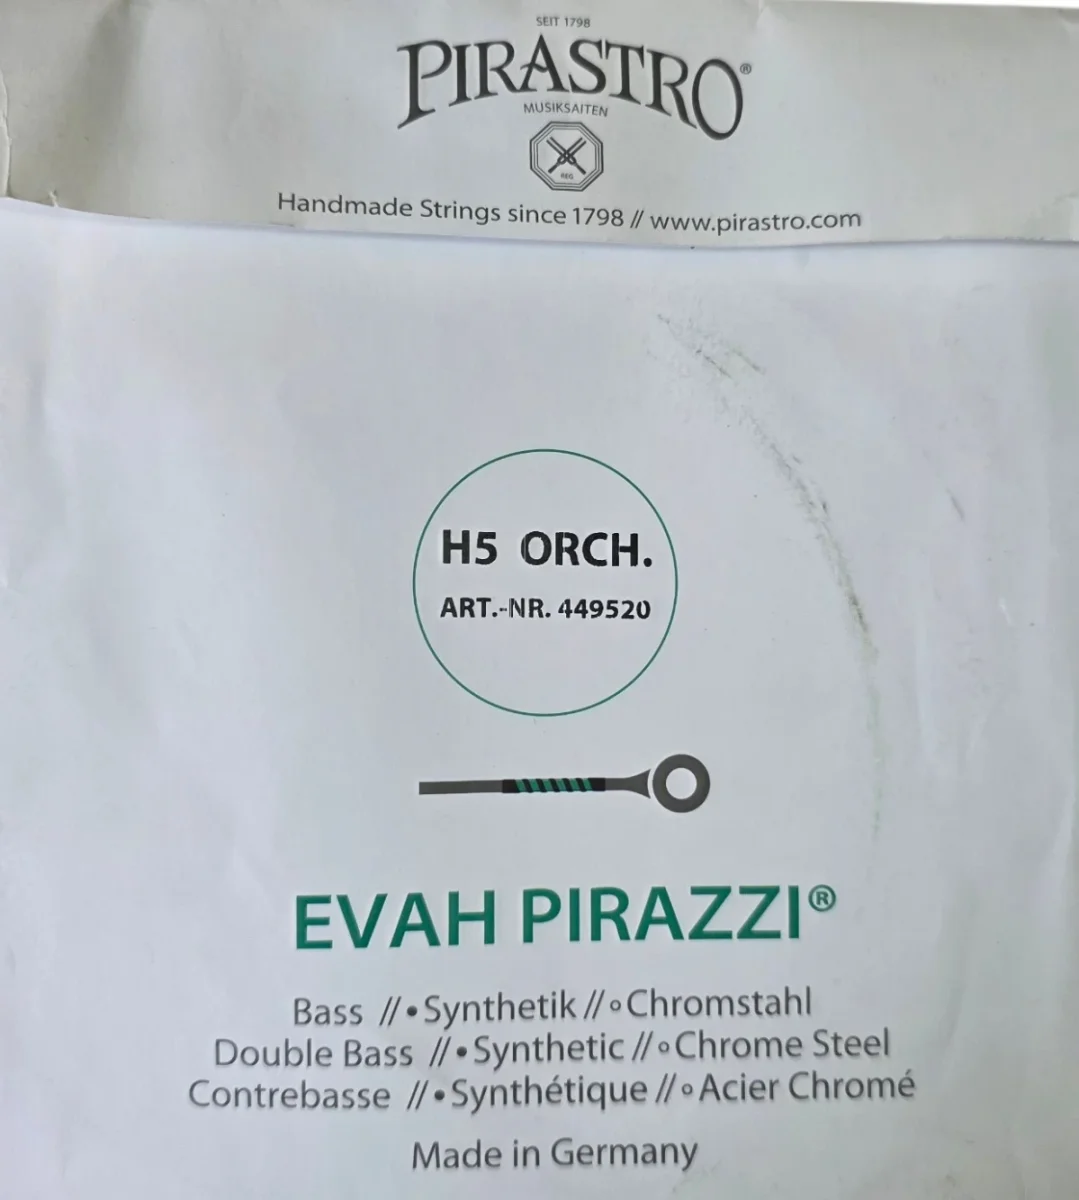 SEIT 1798
PIRASTRO®
MUSIKSAITEN
REG
Handmade Strings since 1798 // www.pirastro.com
H5 ORCH.
ART.-NR. 449520
EVAH PIRAZZI®
Bass //•Synthetik//∘Chromstahl
Double Bass //•Synthetic//∘Chrome Steel
Contrebasse //•Synthétique//∘Acier Chromé
Made in Germany